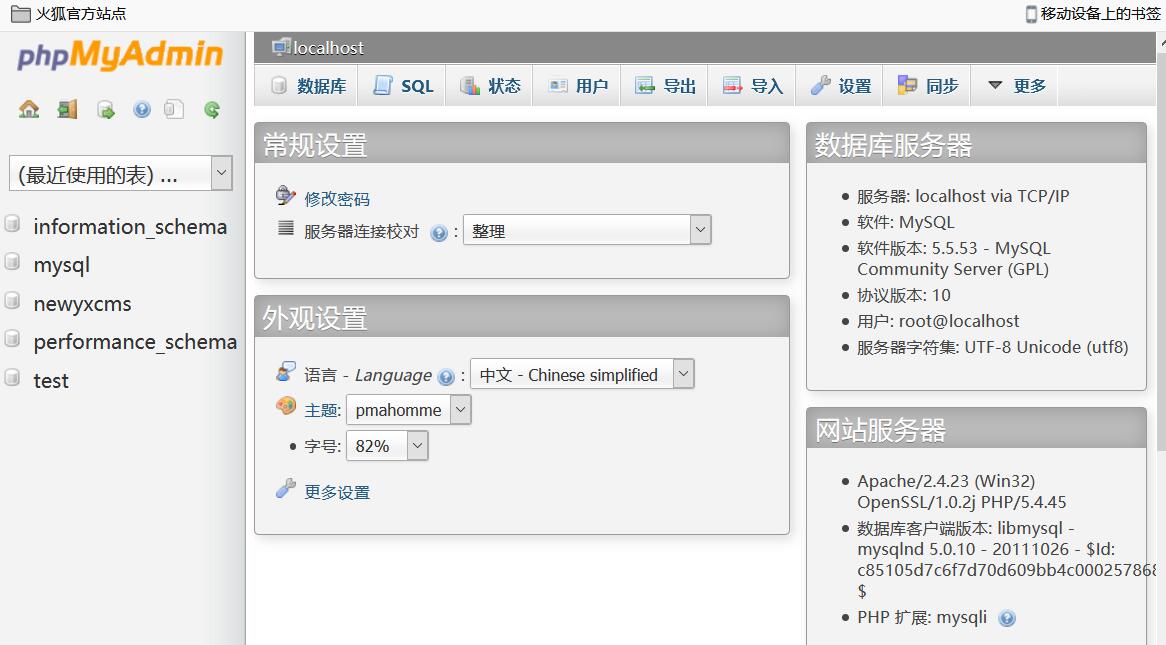 火狐官方站点
移动设备上的书签
phpMyAdmin
(最近使用的表) ...
information_schema
mysql
newyxcms
performance_schema
test
localhost
数据库 SQL 状态 用户 导出 导入 设置 同步 更多
常规设置
修改密码
服务器连接校对 : 整理
外观设置
语言 - Language : 中文 - Chinese simplified
主题: pmahomme
字号: 82%
更多设置
数据库服务器
服务器: localhost via TCP/IP
软件: MySQL
软件版本: 5.5.53 - MySQL
Community Server (GPL)
协议版本: 10
用户: root@localhost
服务器字符集: UTF-8 Unicode (utf8)
网站服务器
Apache/2.4.23 (Win32)
OpenSSL/1.0.2j PHP/5.4.45
数据库客户端版本: libmysql -
mysqlnd 5.0.10 - 20111026 - $Id:
c85105d7c6f7d70d609bb4c000257868
$
PHP 扩展: mysqli